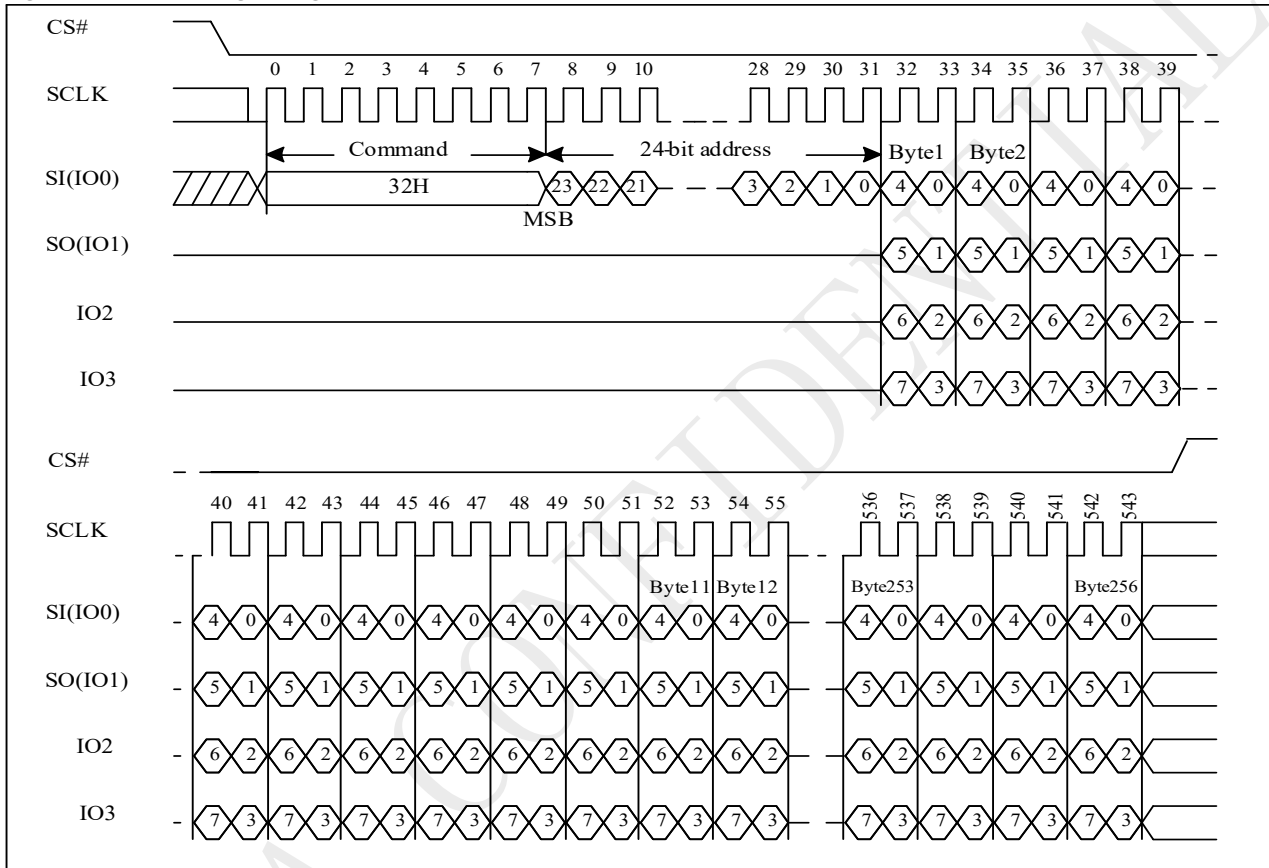 CS#
0 1 2 3 4 5 6 7 8 9 10 28 29 30 31 32 33 34 35 36 37 38 39
SCLK
Command 24-bit address Byte1 Byte2
SI(IO0) 32H 23 22 21 3 2 1 0 4 0 4 0 4 0 4 0
MSB
SO(IO1) 5 1 5 1 5 1 5 1
IO2 6 2 6 2 6 2 6 2
IO3 7 3 7 3 7 3 7 3
CS#
40 41 42 43 44 45 46 47 48 49 50 51 52 53 54 55 536 537 538 539 540 541 542 543
SCLK
Byte11 Byte12 Byte253 Byte256
SI(IO0) 4 0 4 0 4 0 4 0 4 0 4 0 4 0 4 0 4 0 4 0 4 0 4 0
SO(IO1) 5 1 5 1 5 1 5 1 5 1 5 1 5 1 5 1 5 1 5 1 5 1 5 1
IO2 6 2 6 2 6 2 6 2 6 2 6 2 6 2 6 2 6 2 6 2 6 2 6 2
IO3 7 3 7 3 7 3 7 3 7 3 7 3 7 3 7 3 7 3 7 3 7 3 7 3
CONFIDENTIAL